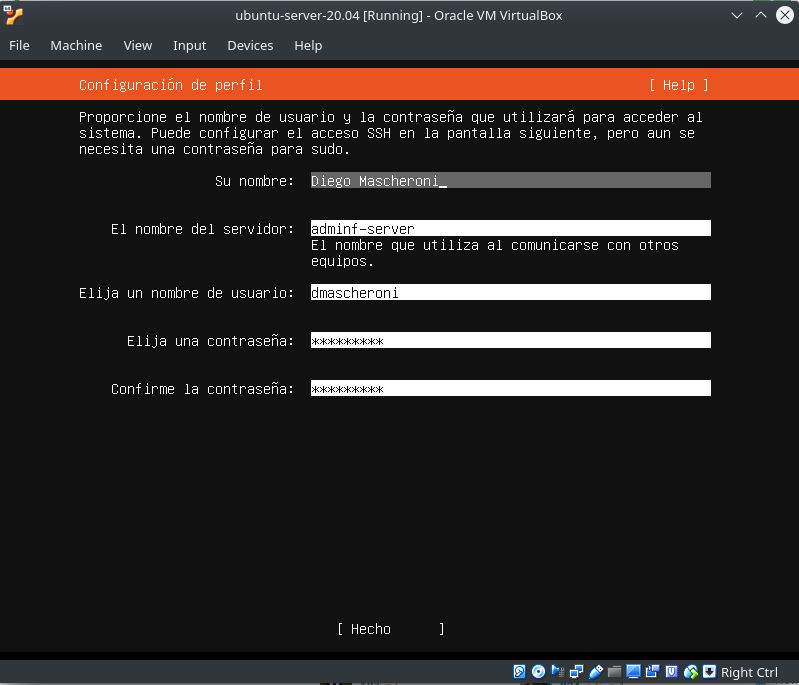 ubuntu-server-20.04 [Running] - Oracle VM VirtualBox
File Machine View Input Devices Help
Configuración de perfil [ Help ]
Proporcione el nombre de usuario y la contraseña que utilizará para acceder al
sistema. Puede configurar el acceso SSH en la pantalla siguiente, pero aun se
necesita una contraseña para sudo.
Su nombre: Diego Mascheroni_
El nombre del servidor: adminf-server
El nombre que utiliza al comunicarse con otros
equipos.
Elija un nombre de usuario: dmascheroni
Elija una contraseña: *********
Confirme la contraseña: *********
[ Hecho ]
Right Ctrl